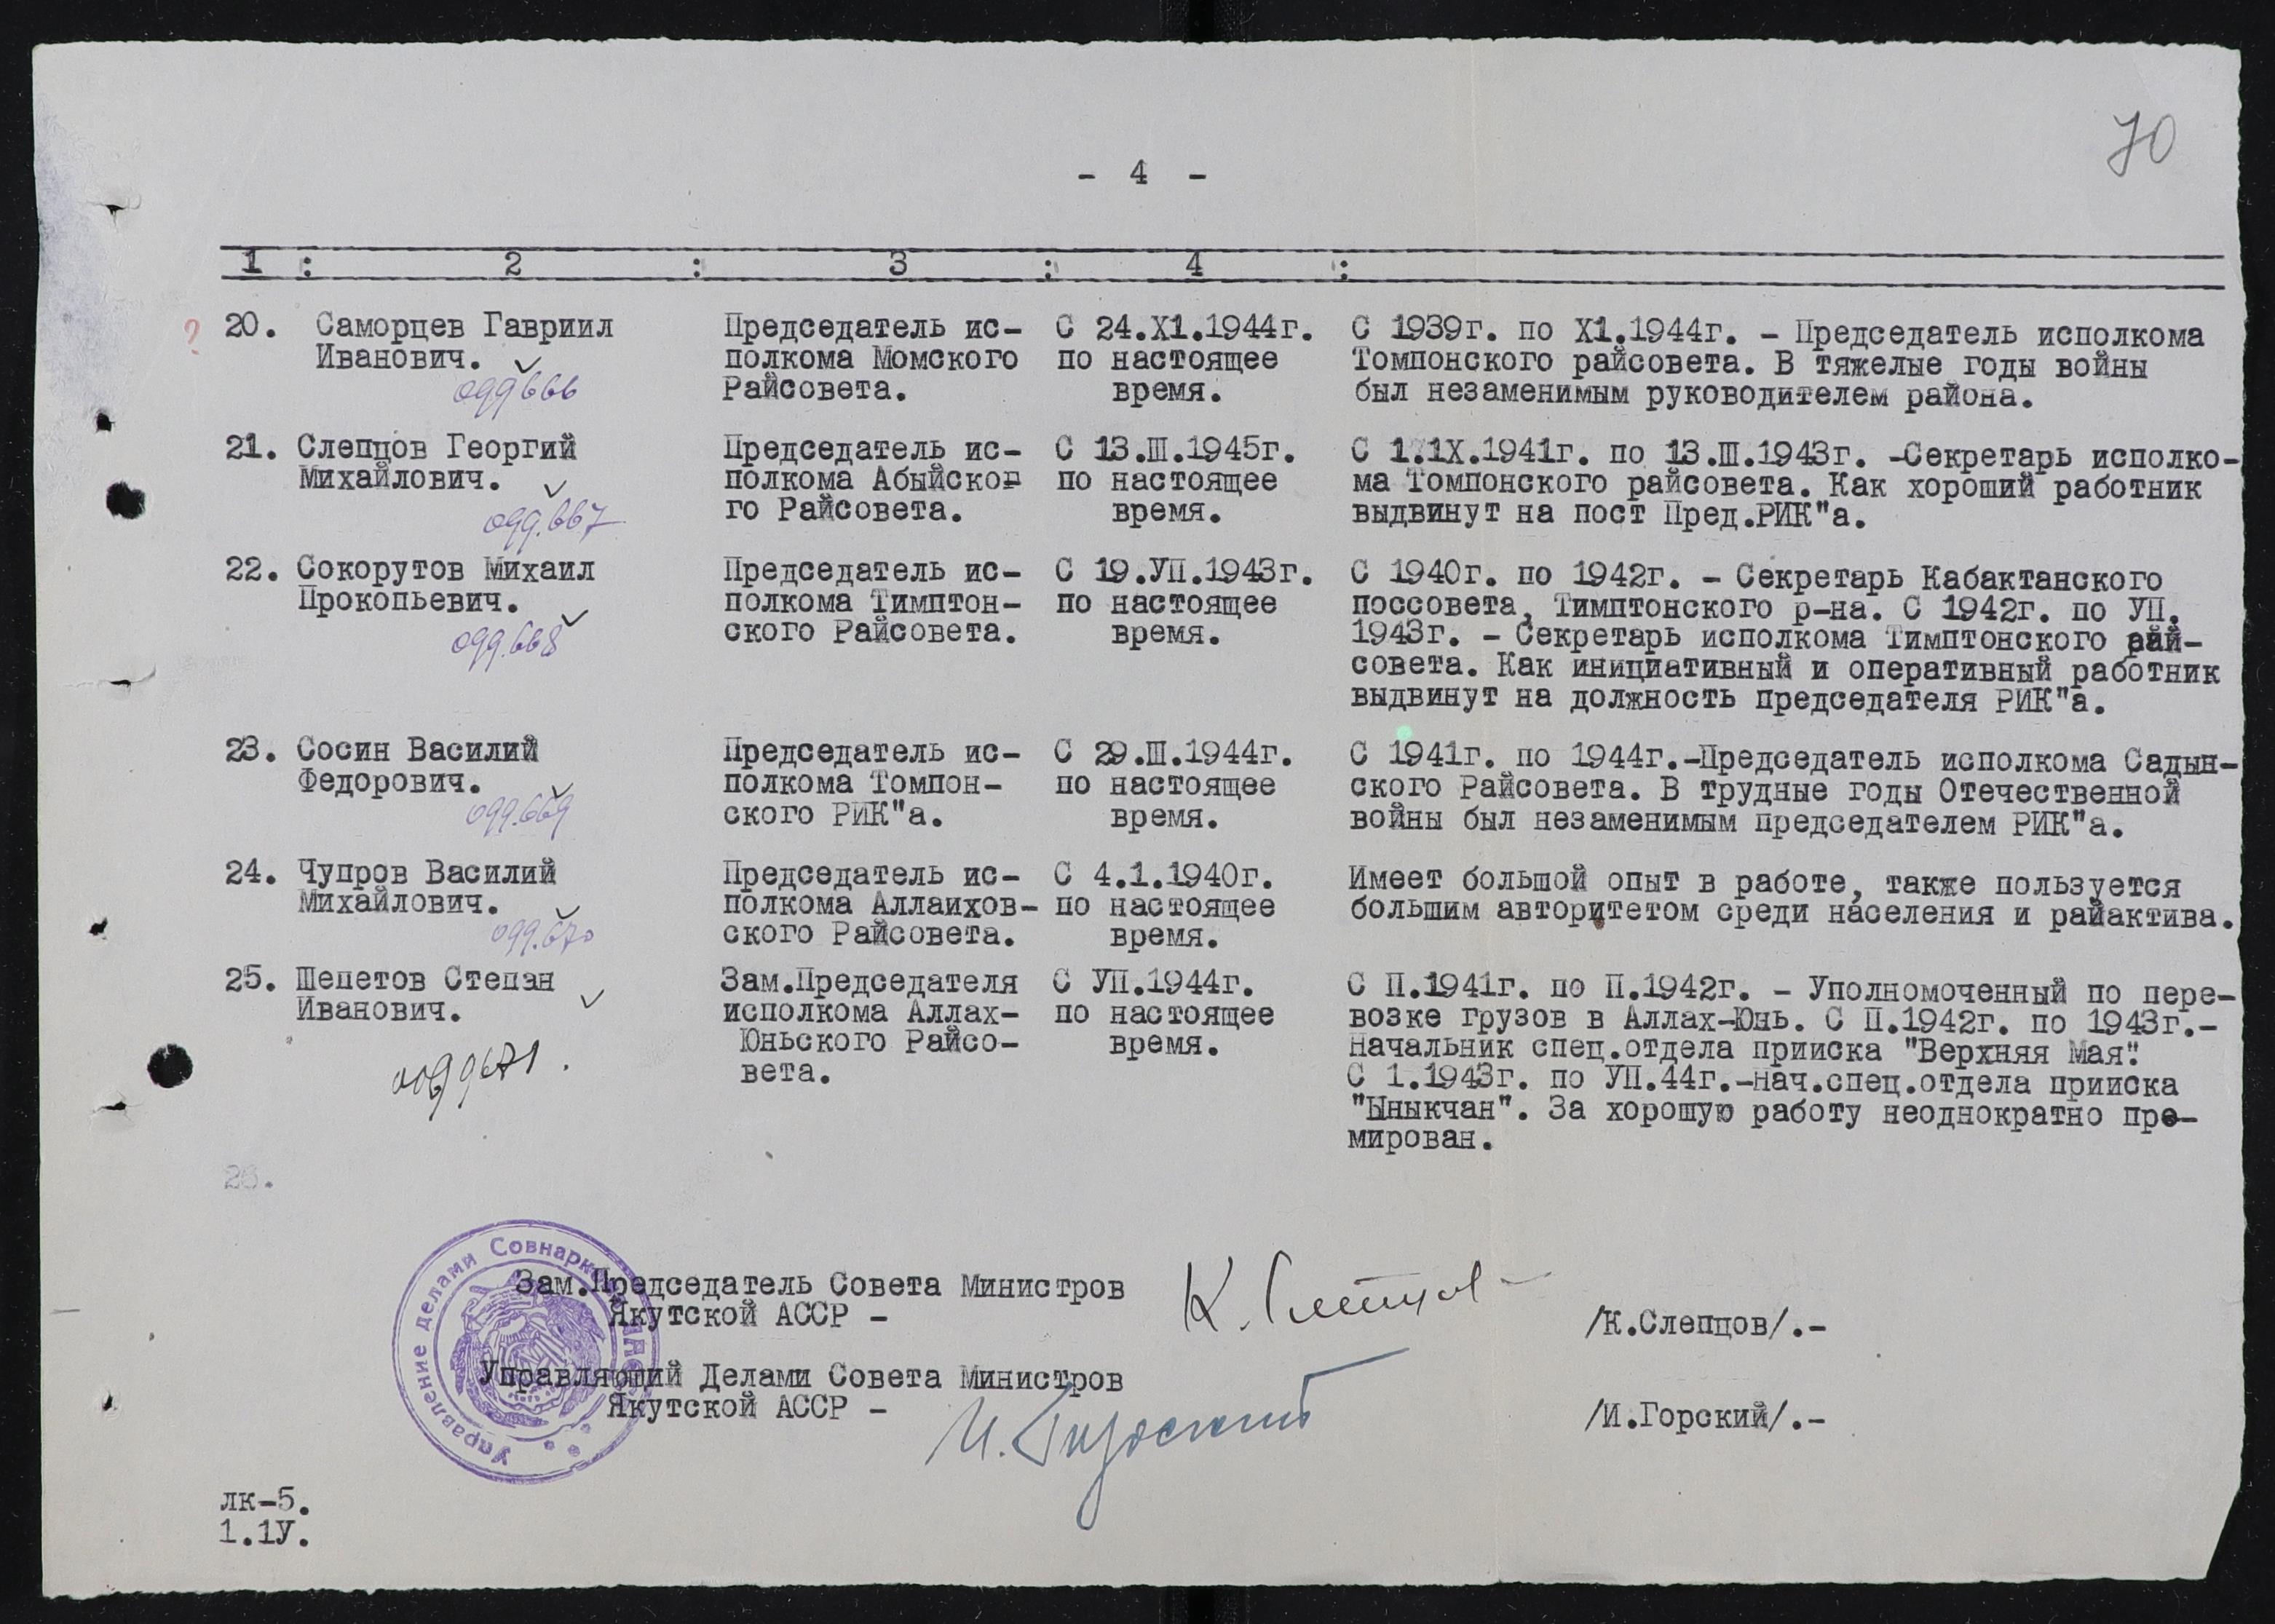 70
- 4 -
1 : 2 : 3 : 4 :
? 20. Саморцев Гавриил Председатель ис- С 24.X1.1944г. С 1939г. по X1.1944г. - Председатель исполкома
Иванович. полкома Момского по настоящее Томпонского райсовета. В тяжелые годы войны
099666 Райсовета. время. был незаменимым руководителем района.
21. Слепцов Георгий Председатель ис- С 13.Ш.1945г. С 1.1X.1941г. по 13.Ш.1943г. -Секретарь исполко-
Михайлович. полкома Абыйског по настоящее ма Томпонского райсовета. Как хороший работник
099.667 го Райсовета. время. выдвинут на пост Пред.РИК"а.
22. Сокорутов Михаил Председатель ис- С 19.УП.1943г. С 1940г. по 1942г. - Секретарь Кабактанского
Прокопьевич. полкома Тимптон- по настоящее поссовета, Тимптонского р-на. С 1942г. по УП.
099.668 ского Райсовета. время. 1943г. - Секретарь исполкома Тимптонского рай-
совета. Как инициативный и оперативный работник
выдвинут на должность председателя РИК"а.
23. Сосин Василий Председатель ис- С 29.Ш.1944г. С 1941г. по 1944г.-Председатель исполкома Садын-
Федорович. полкома Томпон- по настоящее ского Райсовета. В трудные годы Отечественной
099.669 ского РИК"а. время. войны был незаменимым председателем РИК"а.
24. Чупров Василий Председатель ис- С 4.1.1940г. Имеет большой опыт в работе, также пользуется
Михайлович. полкома Аллаихов- по настоящее большим авторитетом среди населения и райактива.
099.670 ского Райсовета. время.
25. Шепетов Степан Зам.Председателя С УП.1944г. С П.1941г. по П.1942г. - Уполномоченный по пере-
Иванович. исполкома Аллах- по настоящее возке грузов в Аллах-Юнь. С П.1942г. по 1943г.-
Юньского Райсо- время. Начальник спец.отдела прииска "Верхняя Мая".
0099671. вета. С 1.1943г. по УП.44г.-Нач.спец.отдела прииска
"Ыныкчан". За хорошую работу неоднократно пре-
мирован.
26.
Управление делами Совнаркома
Зам.Председатель Совета Министров К. Слепцов
Якутской АССР - /К.Слепцов/.-
Управляющий Делами Совета Министров
Якутской АССР - И. Горский /И.Горский/.-
лк-5.
1.1У.